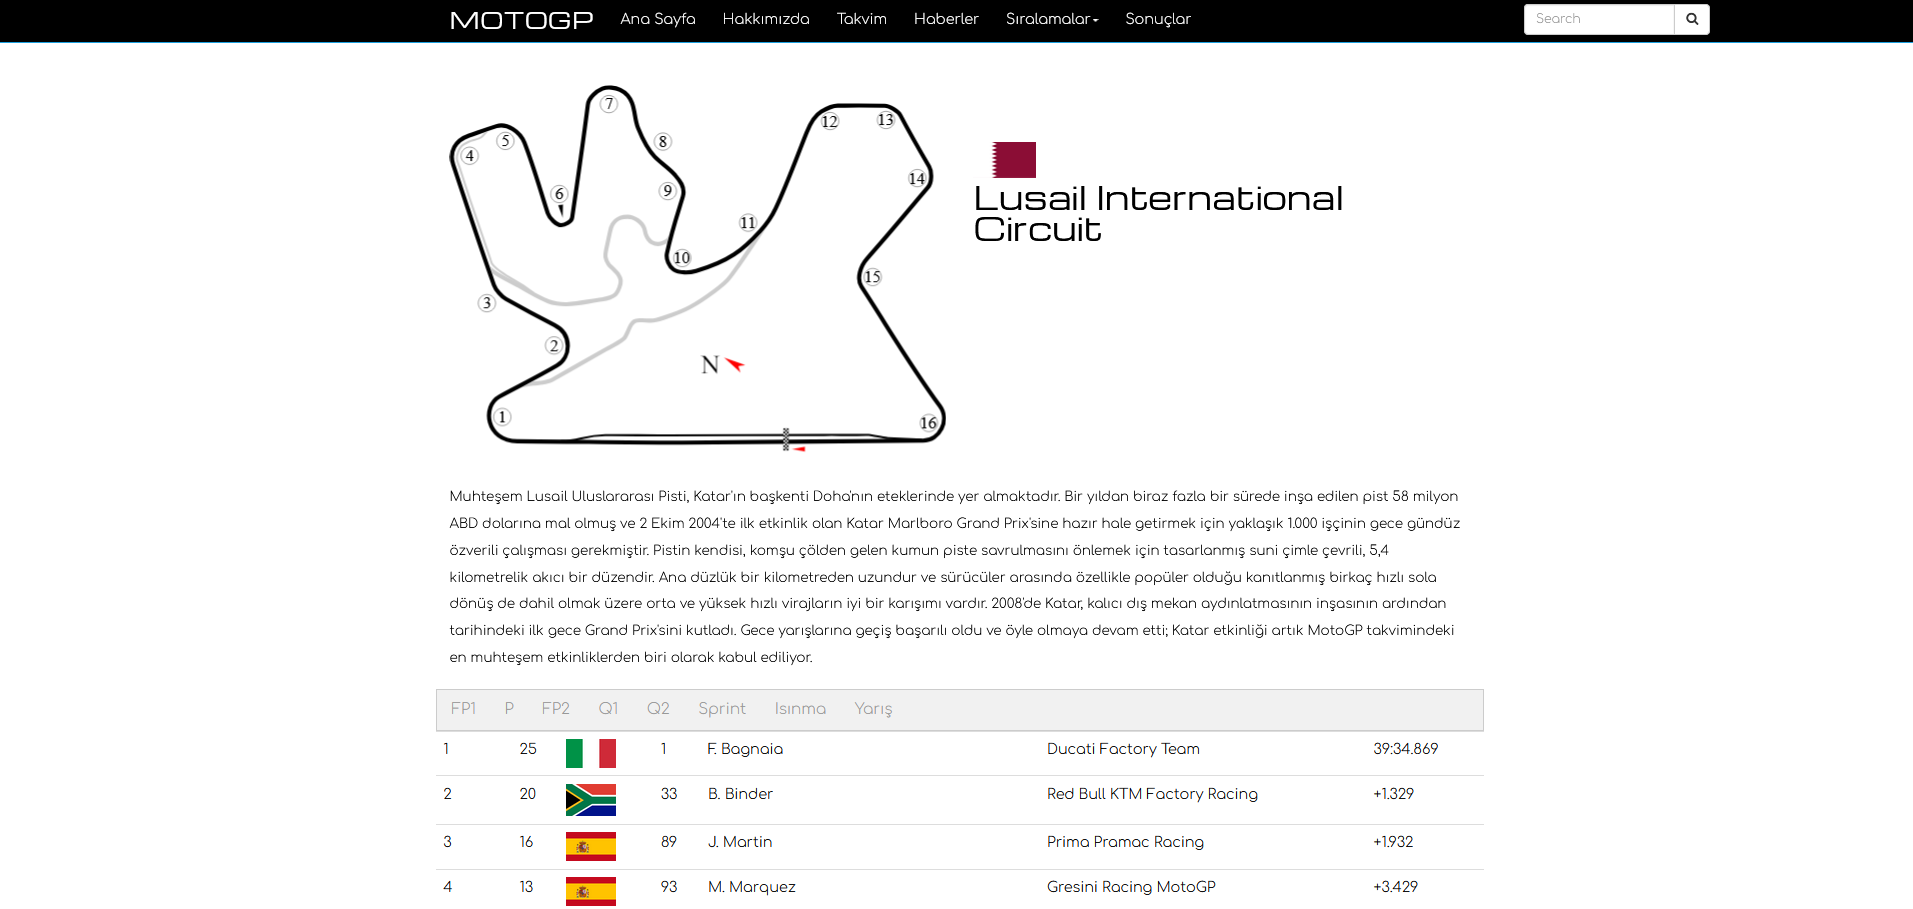 MOTOGP Ana Sayfa Hakkımızda Takvim Haberler Sıralamalar Sonuçlar Search
7
5
8
4
12
13
6
9
14
11
10
15
3
2
N
1
16
Lusail International
Circuit
Muhteşem Lusail Uluslararası Pisti, Katar'ın başkenti Doha'nın eteklerinde yer almaktadır. Bir yıldan biraz fazla bir sürede inşa edilen pist 58 milyon
ABD dolarına mal olmuş ve 2 Ekim 2004'te ilk etkinlik olan Katar Marlboro Grand Prix'sine hazır hale getirmek için yaklaşık 1.000 işçinin gece gündüz
özverili çalışması gerekmiştir. Pistin kendisi, komşu çölden gelen kumun piste savrulmasını önlemek için tasarlanmış suni çimle çevrili, 5,4
kilometrelik akıcı bir düzendir. Ana düzlük bir kilometreden uzundur ve sürücüler arasında özellikle popüler olduğu kanıtlanmış birkaç hızlı sola
dönüş de dahil olmak üzere orta ve yüksek hızlı virajların iyi bir karışımı vardır. 2008'de Katar, kalıcı dış mekan aydınlatmasının inşasının ardından
tarihindeki ilk gece Grand Prix'sini kutladı. Gece yarışlarına geçiş başarılı oldu ve öyle olmaya devam etti; Katar etkinliği artık MotoGP takvimindeki
en muhteşem etkinliklerden biri olarak kabul ediliyor.
FP1 P FP2 Q1 Q2 Sprint Isınma Yarış
1 25 1 F. Bagnaia Ducati Factory Team 39:34.869
2 20 33 B. Binder Red Bull KTM Factory Racing +1.329
3 16 89 J. Martin Prima Pramac Racing +1.932
4 13 93 M. Marquez Gresini Racing MotoGP +3.429